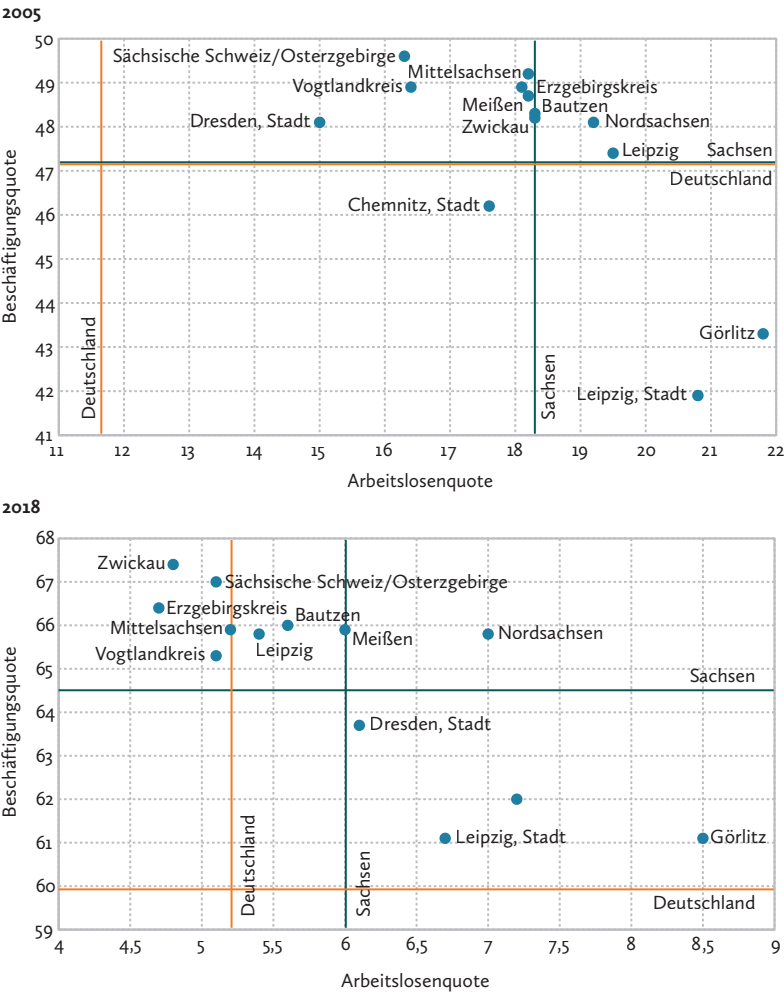 2005
50
Sächsische Schweiz/Osterzgebirge
Mittelsachsen
49
Vogtlandkreis
Erzgebirgskreis
Meißen
Bautzen
48
Dresden, Stadt
Zwickau
Nordsachsen
Leipzig
Sachsen
47
Deutschland
46
Chemnitz, Stadt
45
44
43
Görlitz
42
Leipzig, Stadt
41
Deutschland
Sachsen
Beschäftigungsquote
11 12 13 14 15 16 17 18 19 20 21 22
Arbeitslosenquote
2018
68
Zwickau
67
Sächsische Schweiz/Osterzgebirge
Erzgebirgskreis
66
Bautzen
Mittelsachsen
Meißen
Nordsachsen
Vogtlandkreis
Leipzig
65
Sachsen
64
Dresden, Stadt
63
62
61
Leipzig, Stadt
Görlitz
60
Deutschland
59
Deutschland
Sachsen
Beschäftigungsquote
4 4,5 5 5,5 6 6,5 7 7,5 8 8,5 9
Arbeitslosenquote